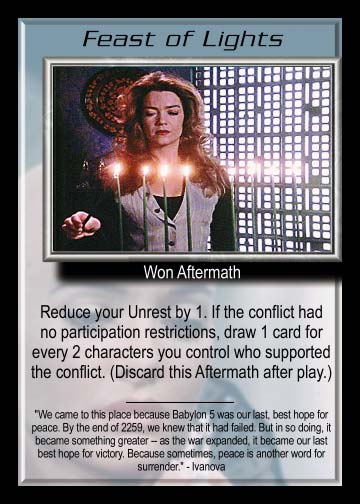 Feast of Lights
Won Aftermath
Reduce your Unrest by 1. If the conflict had
no participation restrictions, draw 1 card for
every 2 characters you control who supported
the conflict. (Discard this Aftermath after play.)
"We came to this place because Babylon 5 was our last, best hope for
peace. By the end of 2259, we knew that it had failed. But in so doing, it
became something greater -- as the war expanded, it became our last
best hope for victory. Because sometimes, peace is another word for
surrender." - Ivanova